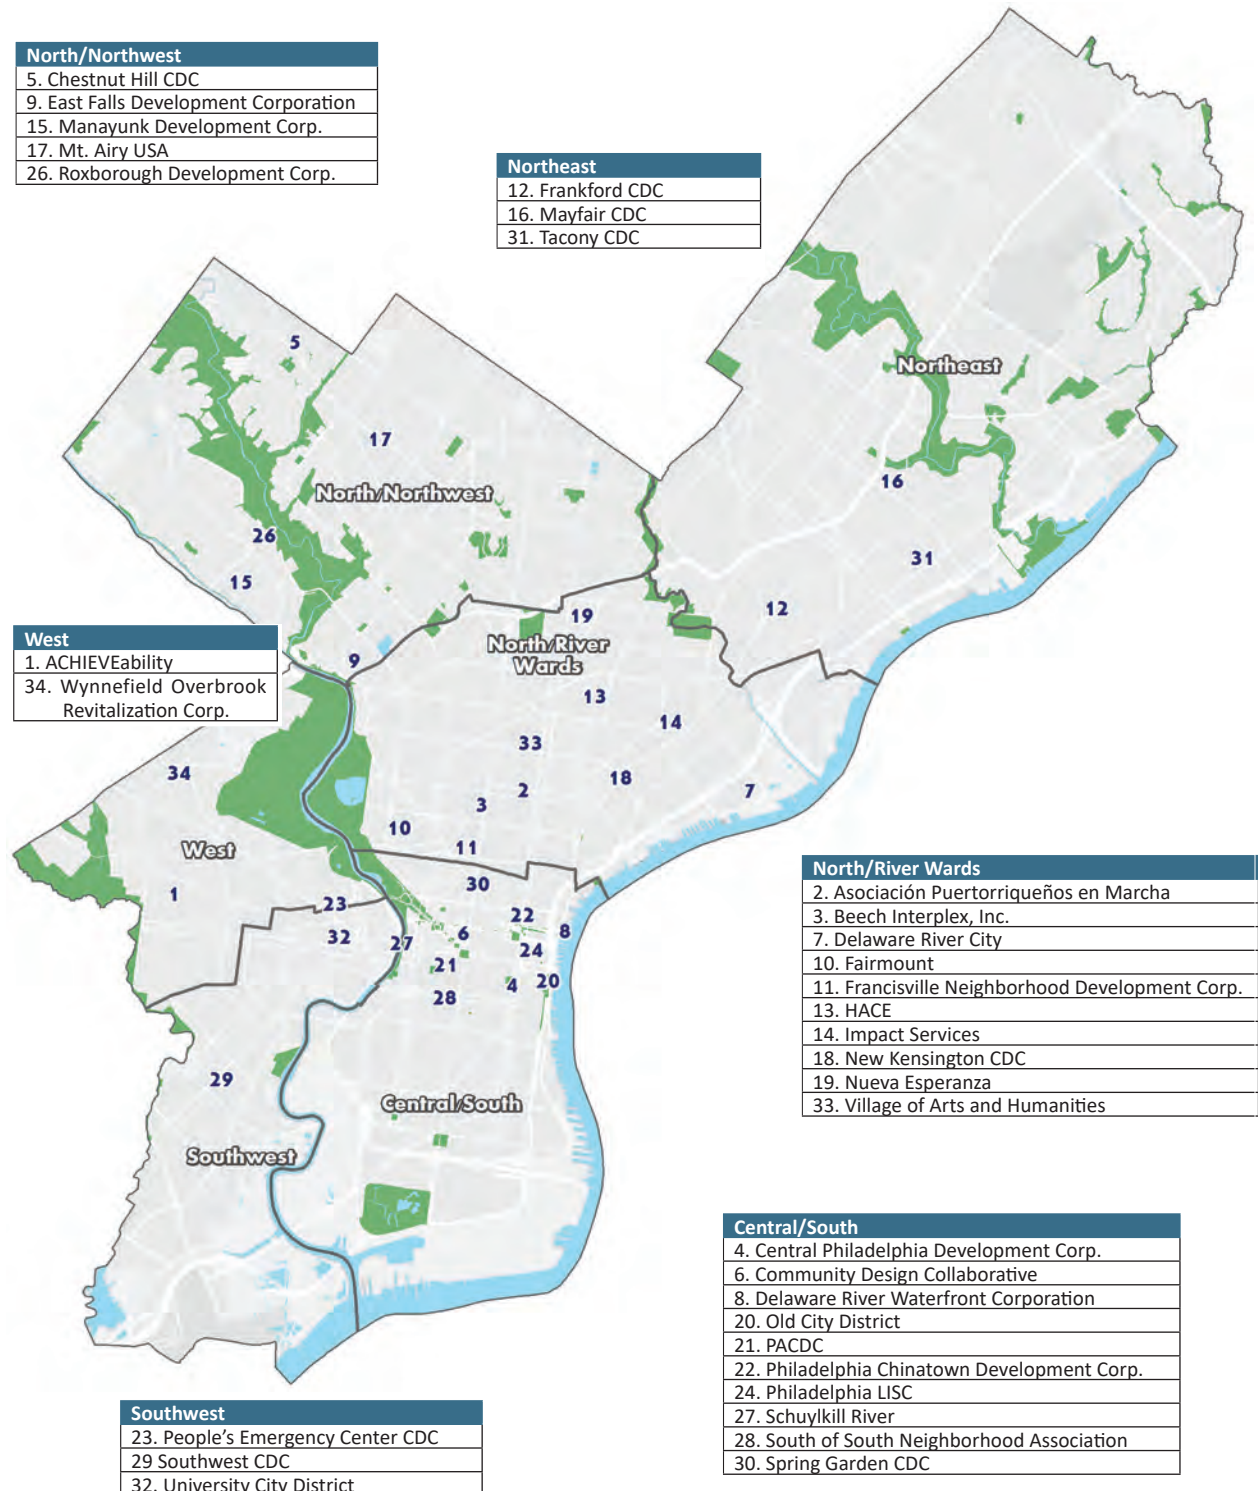 North/Northwest
5. Chestnut Hill CDC
9. East Falls Development Corporation
15. Manayunk Development Corp.
17. Mt. Airy USA
26. Roxborough Development Corp.
Northeast
12. Frankford CDC
16. Mayfair CDC
31. Tacony CDC
5
17
North/Northwest
26
15
9
Northeast
16
31
12
West
1. ACHIEVEability
34. Wynnefield Overbrook
Revitalization Corp.
19
North/River
Wards
13
14
33
18
2
7
3
10
11
34
West
1
23
32
27
30
22
6
8
24
21
4
20
28
29
Central/South
Southwest
North/River Wards
2. Asociación Puertorriqueños en Marcha
3. Beech Interplex, Inc.
7. Delaware River City
10. Fairmount
11. Francisville Neighborhood Development Corp.
13. HACE
14. Impact Services
18. New Kensington CDC
19. Nueva Esperanza
33. Village of Arts and Humanities
Central/South
4. Central Philadelphia Development Corp.
6. Community Design Collaborative
8. Delaware River Waterfront Corporation
20. Old City District
21. PACDC
22. Philadelphia Chinatown Development Corp.
24. Philadelphia LISC
27. Schuylkill River
28. South of South Neighborhood Association
30. Spring Garden CDC
Southwest
23. People's Emergency Center CDC
29 Southwest CDC
32. University City District